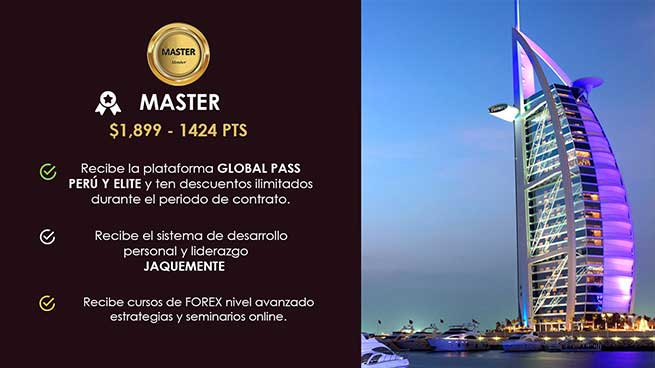 MASTER
Member
MASTER
$1,899 - 1424 PTS
Recibe la plataforma GLOBAL PASS
PERÚ Y ELITE y ten descuentos ilimitados
durante el periodo de contrato.
Recibe el sistema de desarrollo
personal y liderazgo
JAQUEMENTE
Recibe cursos de FOREX nivel avanzado
estrategias y seminarios online.